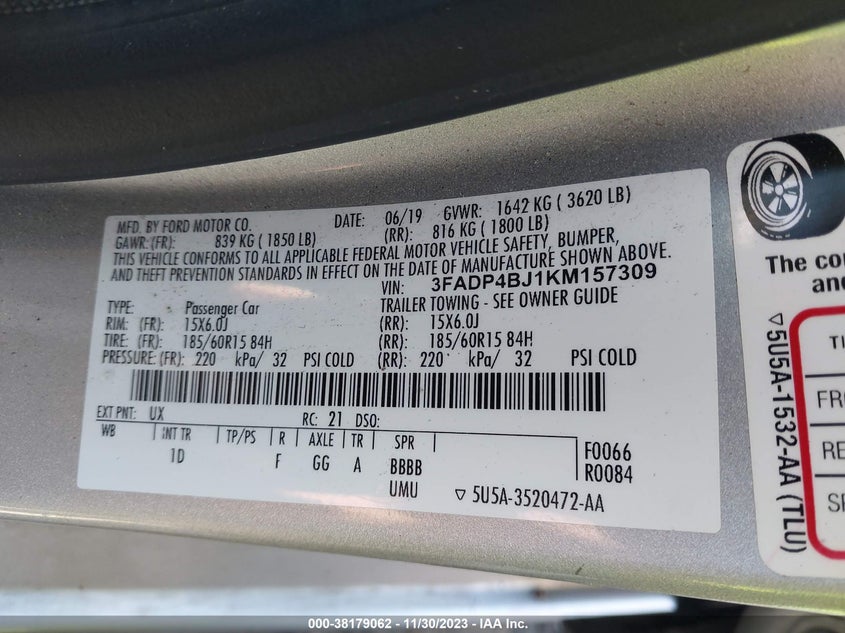 MFD. BY FORD MOTOR CO. DATE: 06/19 GVWR: 1642 KG ( 3620 LB)
GAWR: (FR): 839 KG ( 1850 LB) (RR): 816 KG ( 1800 LB)
THIS VEHICLE CONFORMS TO ALL APPLICABLE FEDERAL MOTOR VEHICLE SAFETY, BUMPER,
AND THEFT PREVENTION STANDARDS IN EFFECT ON THE DATE OF MANUFACTURE SHOWN ABOVE.
VIN: 3FADP4BJ1KM157309
TYPE: Passenger Car TRAILER TOWING - SEE OWNER GUIDE
RIM: (FR): 15X6.0J (RR): 15X6.0J
TIRE: (FR): 185/60R15 84H (RR): 185/60R15 84H
PRESSURE: (FR): 220 kPa/ 32 PSI COLD (RR): 220 kPa/ 32 PSI COLD
EXT PNT: UX RC: 21 DSO:
WB INT TR TP/PS R AXLE TR SPR F0066
1D F GG A BBBB R0084
UMU ▽ 5U5A-3520472-AA
The co
an
▽ 5U5A-1532-AA (TLU)
TI
FRO
RE
SP
000-38179062 - 11/30/2023 - IAA Inc.